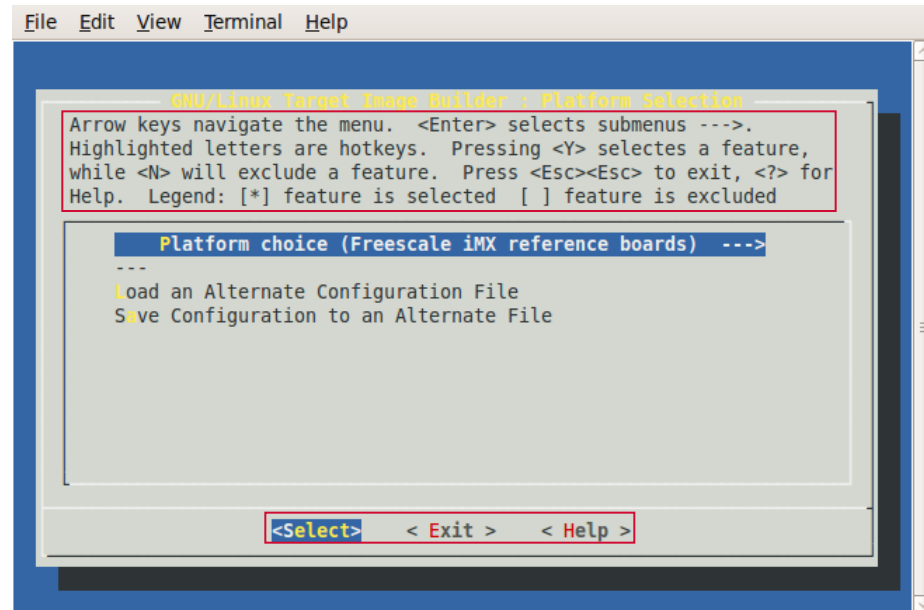 File Edit View Terminal Help
GNU/Linux Target Image Builder : Platform Selection
Arrow keys navigate the menu. <Enter> selects submenus --->.
Highlighted letters are hotkeys. Pressing <Y> selectes a feature,
while <N> will exclude a feature. Press <Esc><Esc> to exit, <?> for
Help. Legend: [*] feature is selected [ ] feature is excluded
Platform choice (Freescale iMX reference boards) --->
---
Load an Alternate Configuration File
Save Configuration to an Alternate File
<Select> < Exit > < Help >